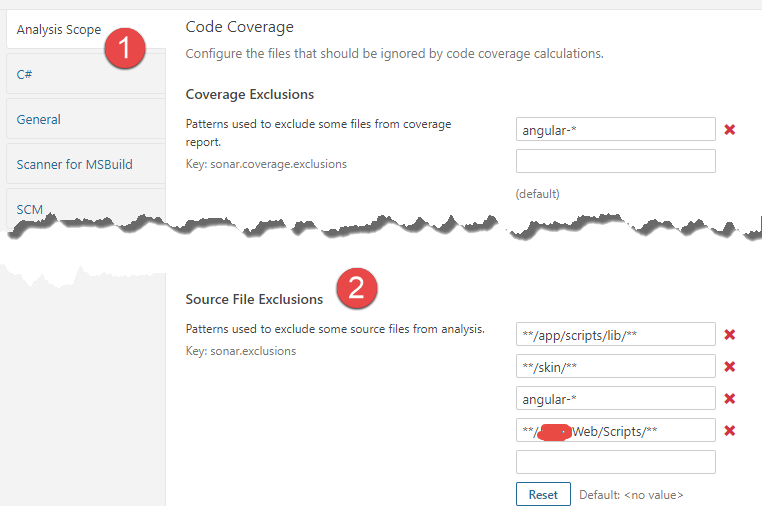 Analysis Scope
1
C#
General
Scanner for MSBuild
SCM
Code Coverage
Configure the files that should be ignored by code coverage calculations.
Coverage Exclusions
Patterns used to exclude some files from coverage
report.
Key: sonar.coverage.exclusions
angular-*
(default)
Source File Exclusions
2
Patterns used to exclude some source files from analysis.
Key: sonar.exclusions
**/app/scripts/lib/**
**/skin/**
angular-*
**/ Web/Scripts/**
Reset
Default: <no value>